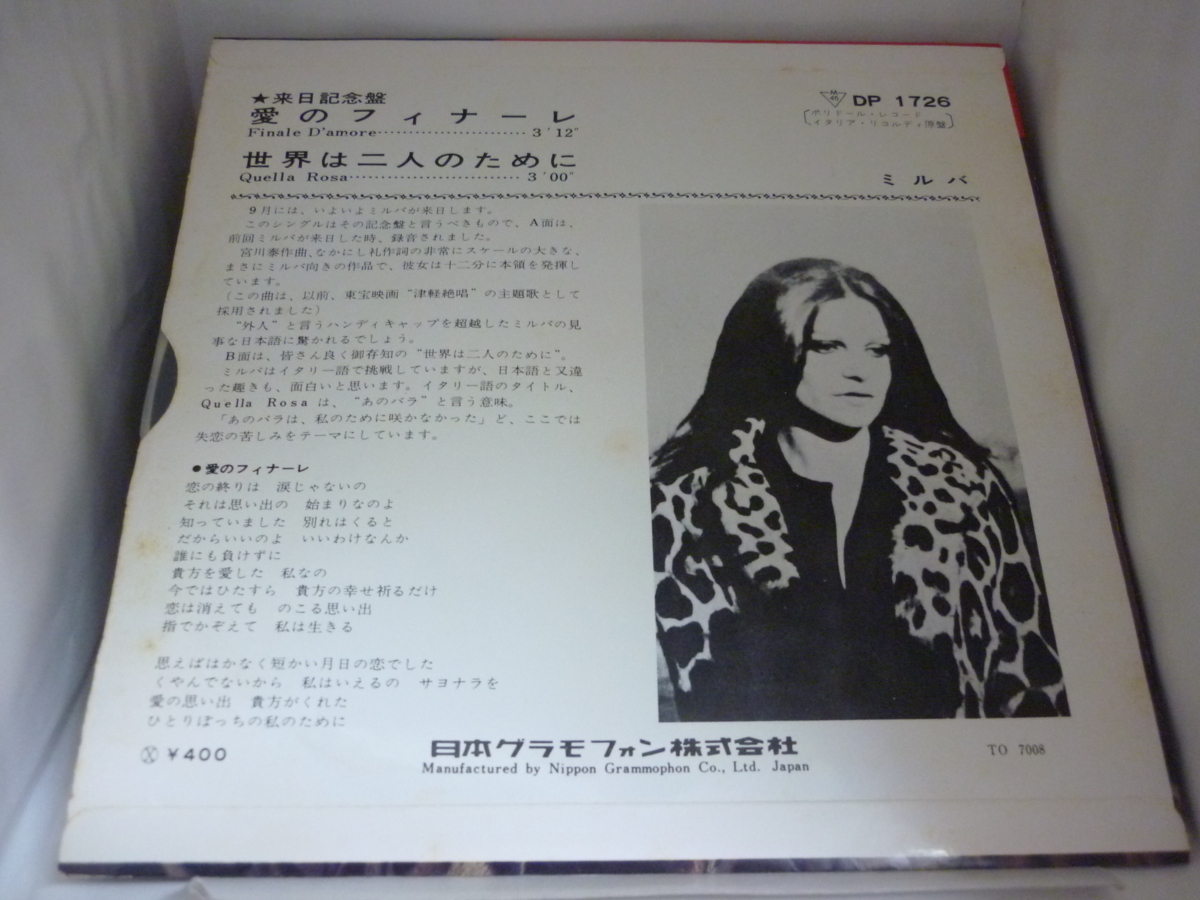 ★来日記念盤
愛のフィナーレ
Finale D'amore 3'12"
世界は二人のために
Quella Rosa 3'00"
M 45 DP 1726
ポリドール・レコード
イタリア・リコルディ原盤
ミルバ
9月には、いよいよミルバが来日します。
このシングルはその記念盤と言うべきもので、A面は、
前回ミルバが来日した時、録音されました。
宮川泰作曲、なかにし礼作詞の非常にスケールの大きな、
まさにミルバ向きの作品で、彼女は十二分に本領を発揮し
ています。
(この曲は、以前、東宝映画“津軽絶唱”の主題歌として
採用されました)
“外人”と言うハンディキャップを超越したミルバの見
事な日本語に驚かれるでしょう。
B面は、皆さん良く御存知の“世界は二人のために”。
ミルバはイタリー語で挑戦していますが、日本語と又違
った趣きも、面白いと思います。イタリー語のタイトル、
Quella Rosa は、“あのバラ”と言う意味。
「あのバラは、私のために咲かなかった」ど、ここでは
失恋の苦しみをテーマにしています。
●愛のフィナーレ
恋の終りは 涙じゃないの
それは思い出の 始まりなのよ
知っていました 別れはくると
だからいいのよ いいわけなんか
誰にも負けずに
貴方を愛した 私なの
今ではひたすら 貴方の幸せ祈るだけ
恋は消えても のこる思い出
指でかぞえて 私は生きる
思えばはかなく短かい月日の恋でした
くやんでないから 私はいえるの サヨナラを
愛の思い出 貴方がくれた
ひとりぼっちの私のために
Ⓧ ¥400
日本グラモフォン株式会社
Manufactured by Nippon Grammophon Co., Ltd. Japan
TO 7008